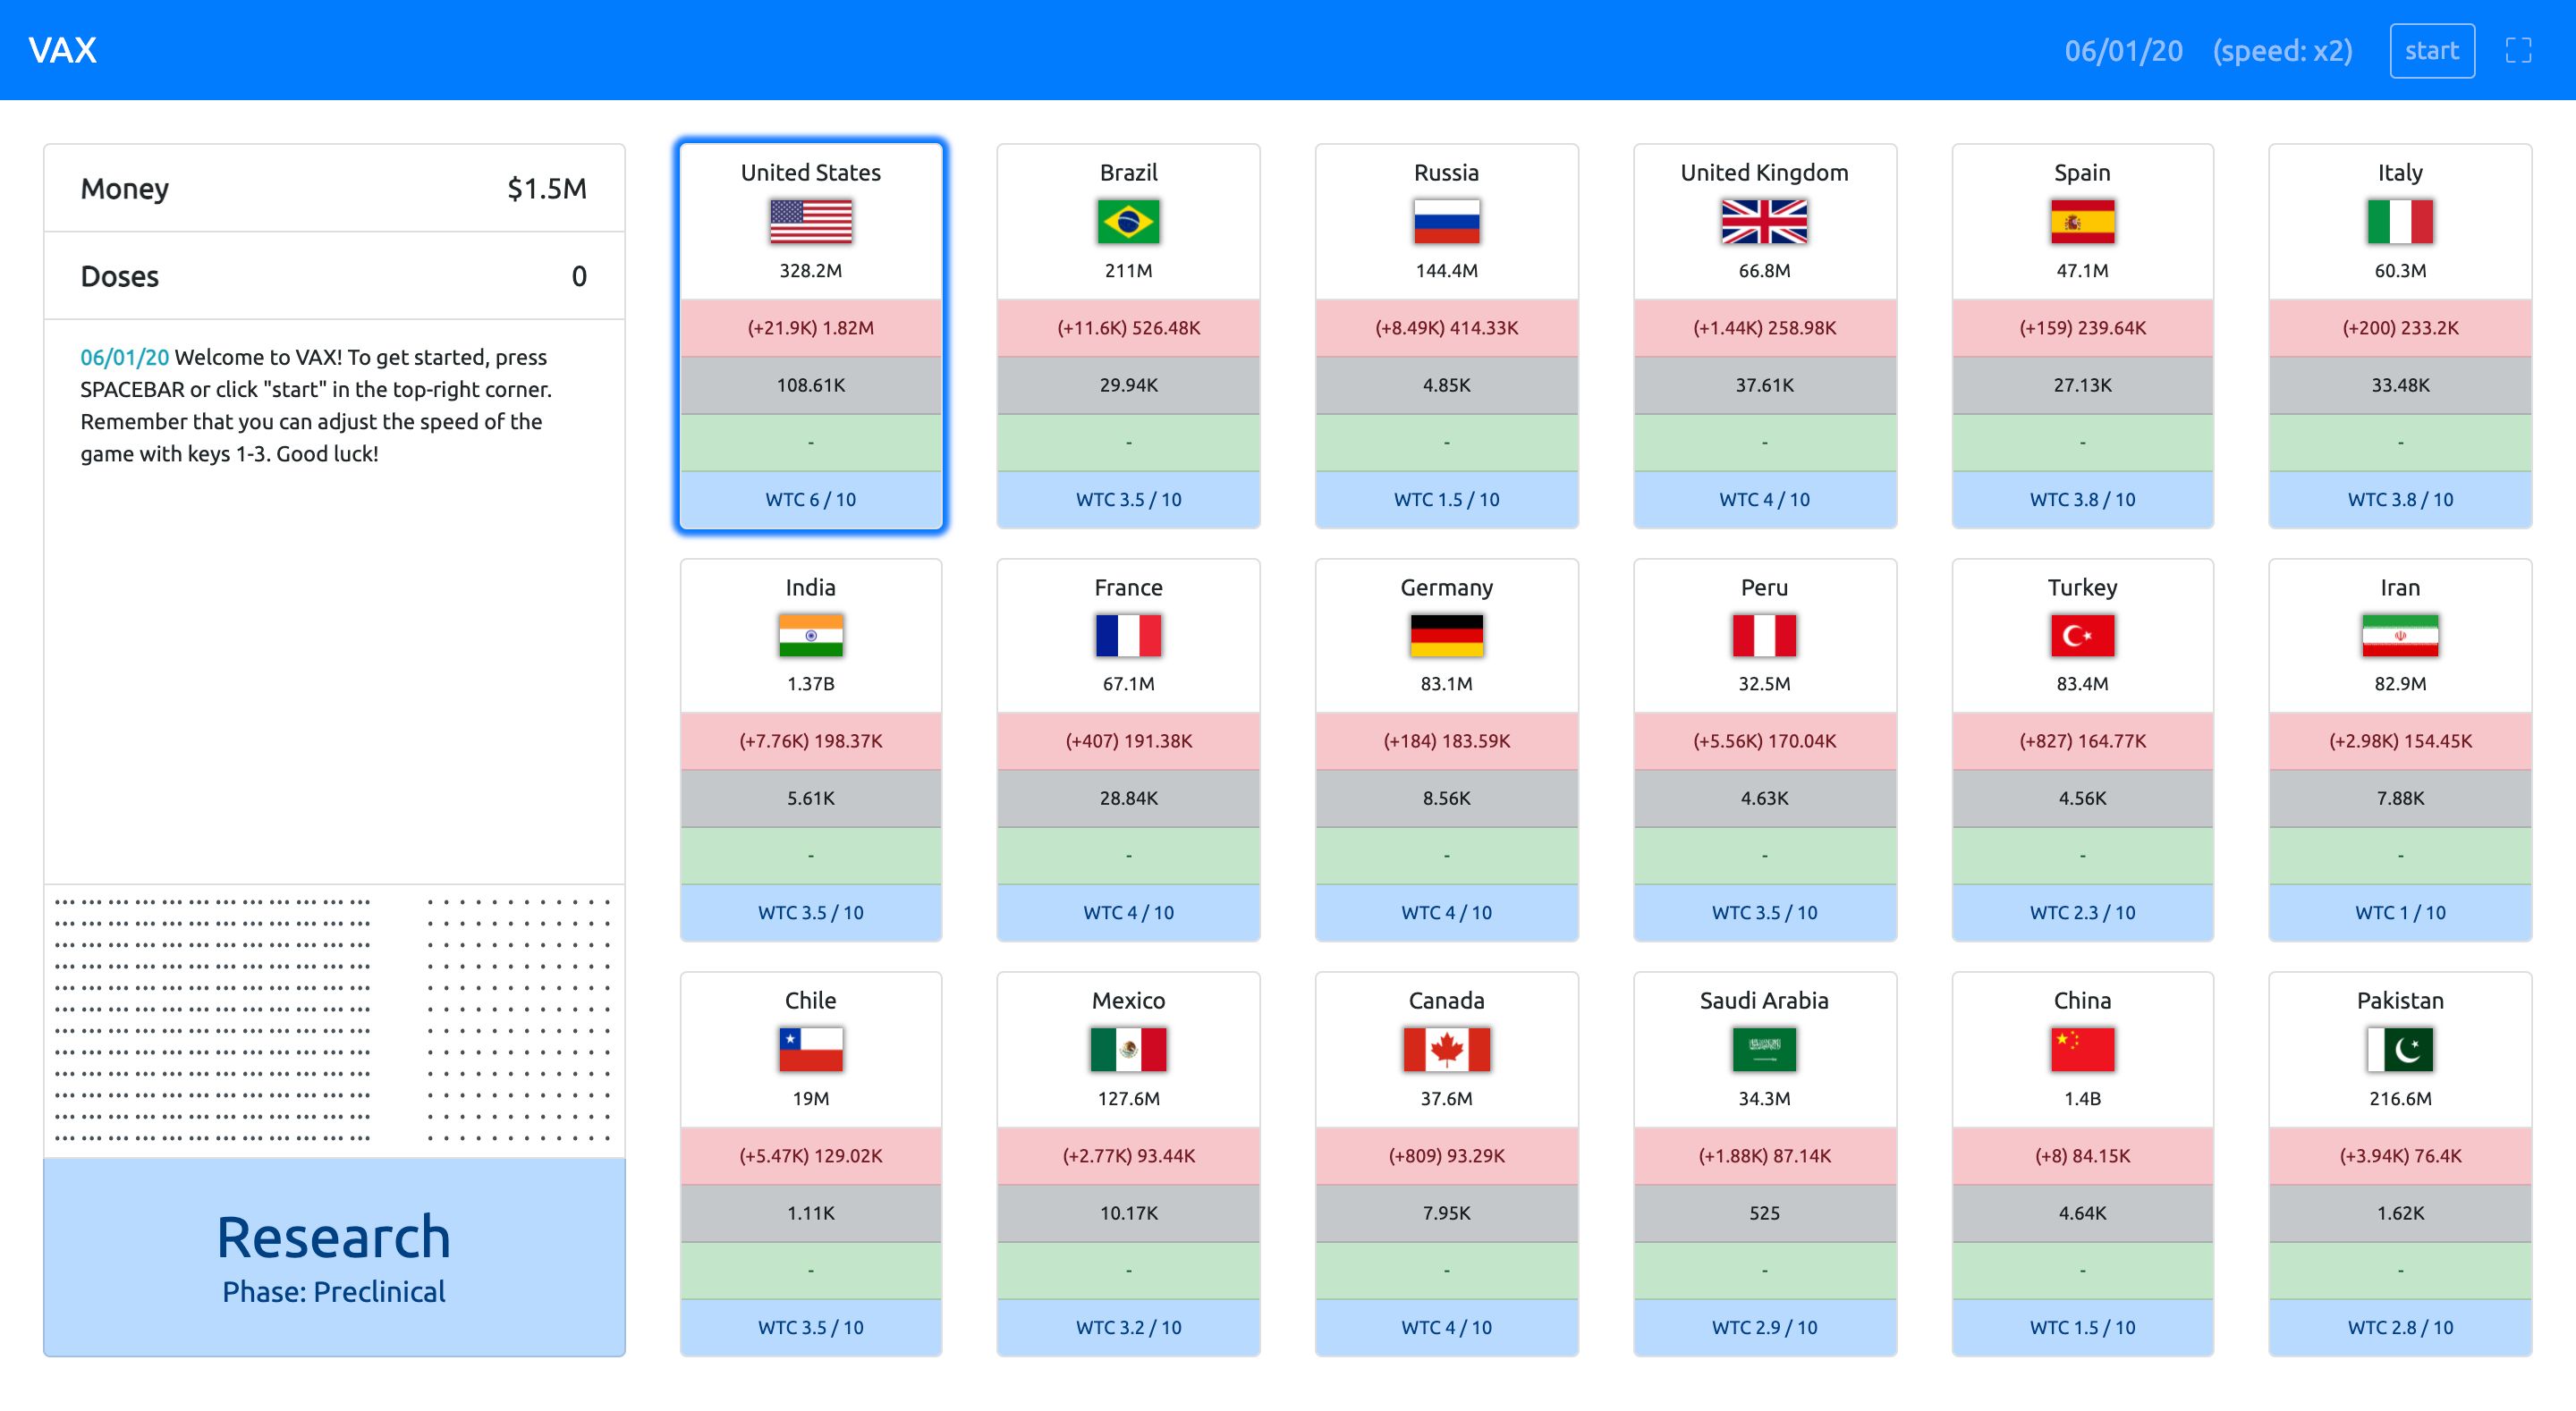 VAX
06/01/20 (speed: x2) start
Money $1.5M
Doses 0
06/01/20 Welcome to VAX! To get started, press
SPACEBAR or click "start" in the top-right corner.
Remember that you can adjust the speed of the
game with keys 1-3. Good luck!
Research
Phase: Preclinical
United States
328.2M
(+21.9K) 1.82M
108.61K
-
WTC 6 / 10
Brazil
211M
(+11.6K) 526.48K
29.94K
-
WTC 3.5 / 10
Russia
144.4M
(+8.49K) 414.33K
4.85K
-
WTC 1.5 / 10
United Kingdom
66.8M
(+1.44K) 258.98K
37.61K
-
WTC 4 / 10
Spain
47.1M
(+159) 239.64K
27.13K
-
WTC 3.8 / 10
Italy
60.3M
(+200) 233.2K
33.48K
-
WTC 3.8 / 10
India
1.37B
(+7.76K) 198.37K
5.61K
-
WTC 3.5 / 10
France
67.1M
(+407) 191.38K
28.84K
-
WTC 4 / 10
Germany
83.1M
(+184) 183.59K
8.56K
-
WTC 4 / 10
Peru
32.5M
(+5.56K) 170.04K
4.63K
-
WTC 3.5 / 10
Turkey
83.4M
(+827) 164.77K
4.56K
-
WTC 2.3 / 10
Iran
82.9M
(+2.98K) 154.45K
7.88K
-
WTC 1 / 10
Chile
19M
(+5.47K) 129.02K
1.11K
-
WTC 3.5 / 10
Mexico
127.6M
(+2.77K) 93.44K
10.17K
-
WTC 3.2 / 10
Canada
37.6M
(+809) 93.29K
7.95K
-
WTC 4 / 10
Saudi Arabia
34.3M
(+1.88K) 87.14K
525
-
WTC 2.9 / 10
China
1.4B
(+8) 84.15K
4.64K
-
WTC 1.5 / 10
Pakistan
216.6M
(+3.94K) 76.4K
1.62K
-
WTC 2.8 / 10